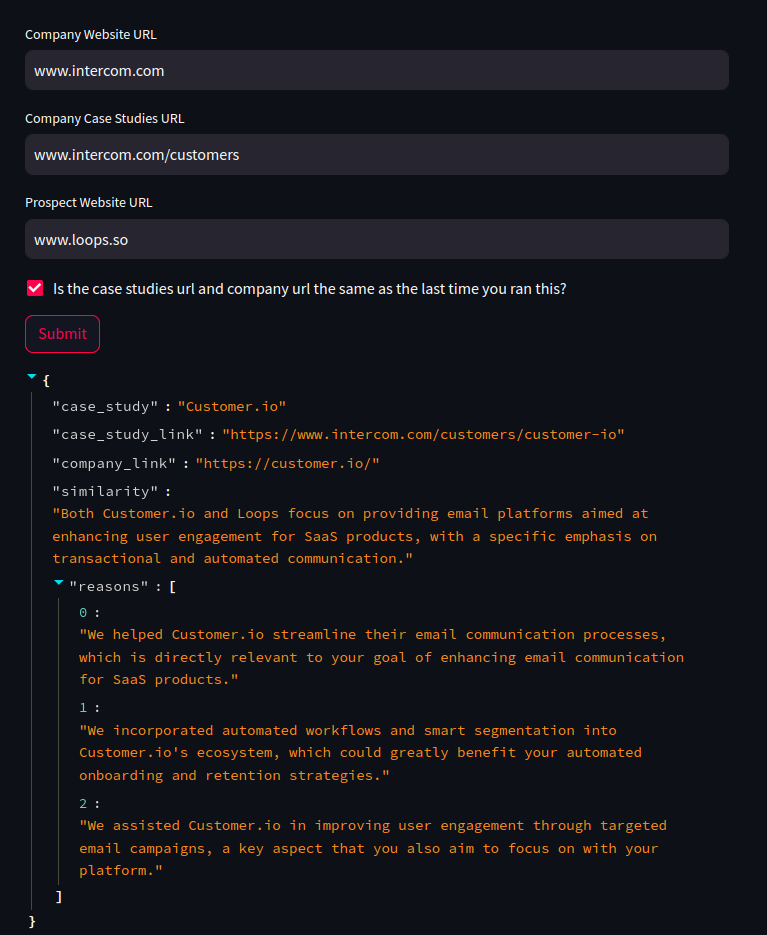 Company Website URL
www.intercom.com
Company Case Studies URL
www.intercom.com/customers
Prospect Website URL
www.loops.so
Is the case studies url and company url the same as the last time you ran this?
Submit
{
"case_study" : "Customer.io"
"case_study_link" : "https://www.intercom.com/customers/customer-io"
"company_link" : "https://customer.io/"
"similarity" :
"Both Customer.io and Loops focus on providing email platforms aimed at
enhancing user engagement for SaaS products, with a specific emphasis on
transactional and automated communication."
"reasons" : [
0 :
"We helped Customer.io streamline their email communication processes,
which is directly relevant to your goal of enhancing email communication
for SaaS products."
1 :
"We incorporated automated workflows and smart segmentation into
Customer.io's ecosystem, which could greatly benefit your automated
onboarding and retention strategies."
2 :
"We assisted Customer.io in improving user engagement through targeted
email campaigns, a key aspect that you also aim to focus on with your
platform."
]
}